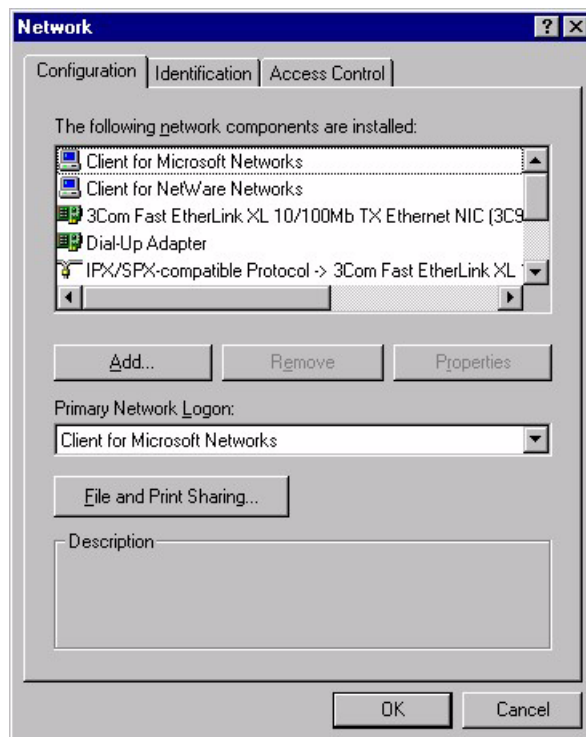 Network
Configuration Identification Access Control
The following network components are installed:
Client for Microsoft Networks
Client for NetWare Networks
3Com Fast EtherLink XL 10/100Mb TX Ethernet NIC (3C9
Dial-Up Adapter
IPX/SPX-compatible Protocol -> 3Com Fast EtherLink XL
Add... Remove Properties
Primary Network Logon:
Client for Microsoft Networks
File and Print Sharing...
Description
OK Cancel